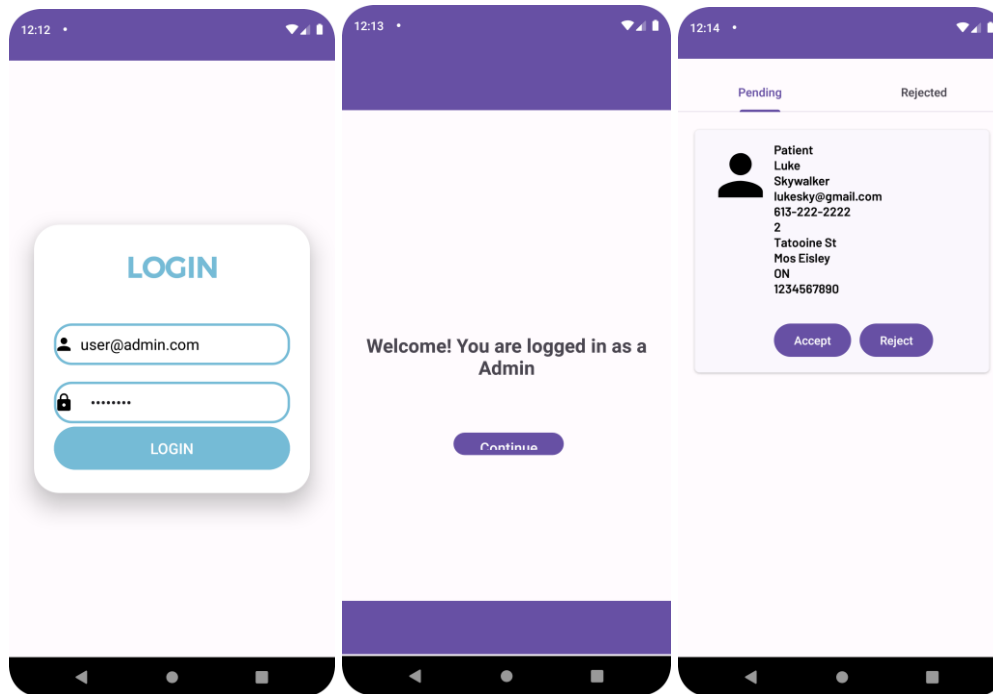 12:12
LOGIN
user@admin.com
••••••••
LOGIN
12:13
Welcome! You are logged in as a
Admin
Continue
12:14
Pending Rejected
Patient
Luke
Skywalker
lukesky@gmail.com
613-222-2222
2
Tatooine St
Mos Eisley
ON
1234567890
Accept Reject